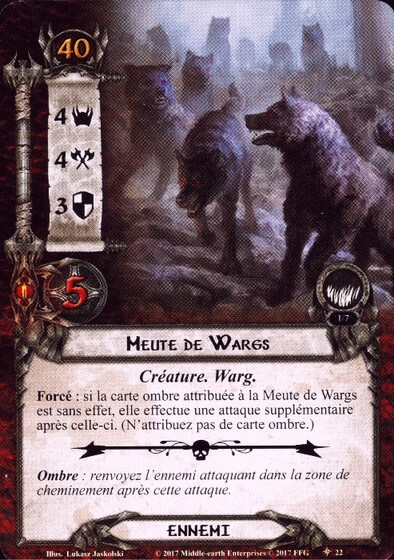 40
4
4
3
5
1/7
Meute de Wargs
Créature. Warg.
Forcé : si la carte ombre attribuée à la Meute de Wargs
est sans effet, elle effectue une attaque supplémentaire
après celle-ci. (N'attribuez pas de carte ombre.)
Ombre : renvoyez l'ennemi attaquant dans la zone de
cheminement après cette attaque.
ENNEMI
Illus. Lukasz Jaskolski © 2017 Middle-earth Enterprises © 2017 FFG 22